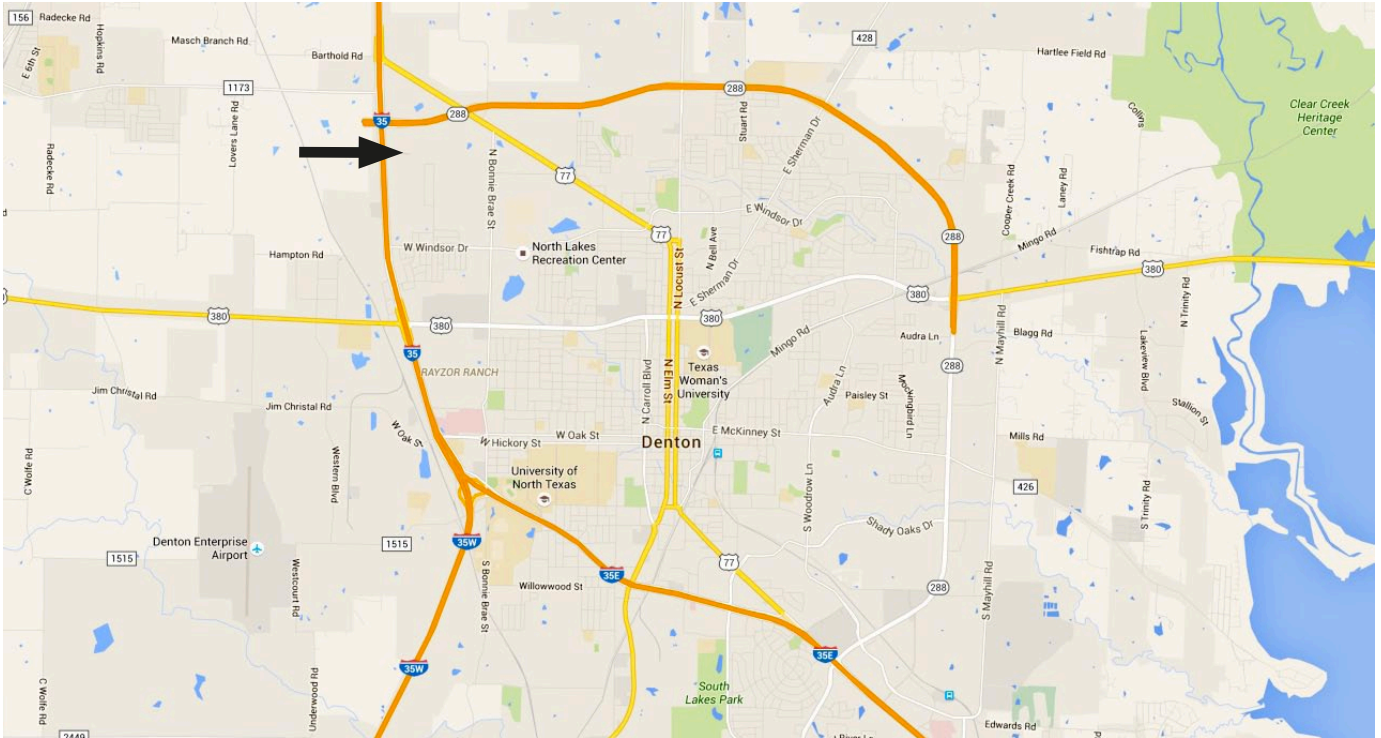 156
Radecke Rd
Hopkins Rd
E 6th St
Masch Branch Rd
Barthold Rd
428
Hartlee Field Rd
1173
Lovers Lane Rd
288
288
Stuart Rd
Collins
Clear Creek
Heritage
Center
35
Radecke Rd
N Bonnie Brae St
E Sherman Dr
77
Cooper Creek Rd
Laney Rd
E Windsor Dr
77
N Bell Ave
288
Mingo Rd
W Windsor Dr
North Lakes
Recreation Center
Hampton Rd
N Locust St
E Sherman Dr
Fishtrap Rd
380
380
N Trinity Rd
380
380
380
N Mayhill Rd
Audra Ln
Blagg Rd
Mingo Rd
35
RAYZOR RANCH
Texas
Woman's
University
288
Lakeview Blvd
N Elm St
N Carroll Blvd
Jim Christal Rd
Jim Christal Rd
Audra Ln
Paisley St
Mockingbird Ln
Stallion St
W Oak St
W Hickory St
W Oak St
Denton
E McKinney St
Mills Rd
C Wolfe Rd
Western Blvd
University of
North Texas
S Woodrow Ln
426
S Trinity Rd
Shady Oaks Dr
Denton Enterprise
Airport
1515
1515
35W
35E
77
Westcourt Rd
S Bonnie Brae St
Willowwood St
288
S Mayhill Rd
35W
35E
C Wolfe Rd
Underwood Rd
South
Lakes Park
Edwards Rd
2449
River Ln